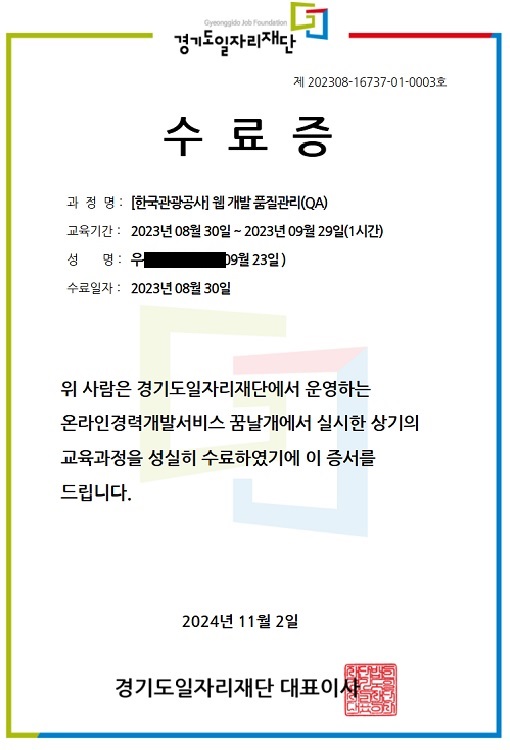 Gyeonggido Job Foundation
경기도일자리재단
제 202308-16737-01-0003호
수 료 증
과 정 명 : [한국관광공사] 웹 개발 품질관리(QA)
교육기간 : 2023년 08월 30일 ~ 2023년 09월 29일(1시간)
성 명 : 우 09월 23일 )
수료일자 : 2023년 08월 30일
위 사람은 경기도일자리재단에서 운영하는
온라인경력개발서비스 꿈날개에서 실시한 상기의
교육과정을 성실히 수료하였기에 이 증서를
드립니다.
2024년 11월 2일
경기도일자리재단 대표이사